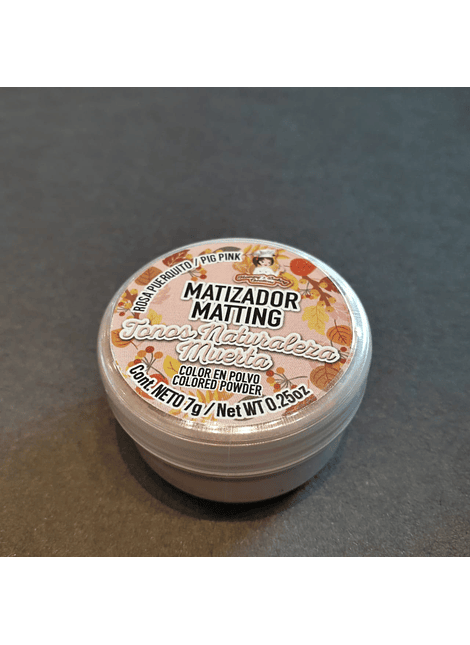 ROSA PUERQUITO / PIG PINK
MATIZADOR
MATTING
Tonos Naturaleza
Muerta
COLOR EN POLVO
COLORED POWDER
Cont. NETO 7g / Net WT 0.25oz